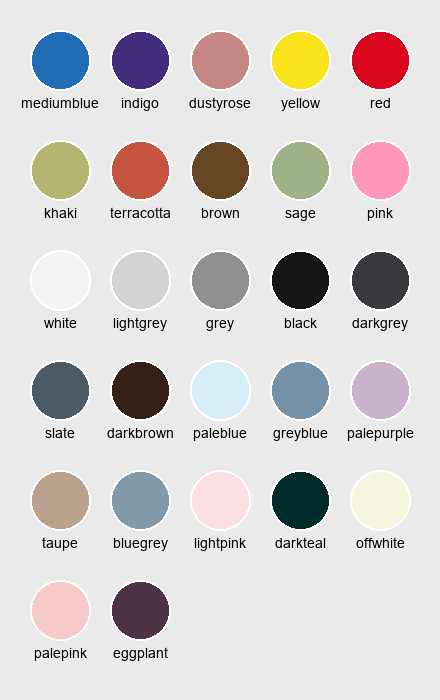 mediumblue indigo dustyrose yellow red
khaki terracotta brown sage pink
white lightgrey grey black darkgrey
slate darkbrown paleblue greyblue palepurple
taupe bluegrey lightpink darkteal offwhite
palepink eggplant